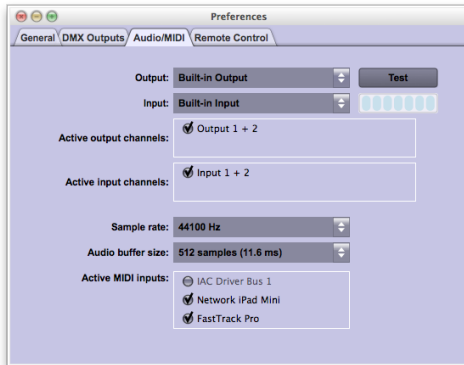 Preferences
General DMX Outputs Audio/MIDI Remote Control
Output: Built-in Output Test
Input: Built-in Input
Active output channels: Output 1 + 2
Active input channels: Input 1 + 2
Sample rate: 44100 Hz
Audio buffer size: 512 samples (11.6 ms)
Active MIDI inputs: IAC Driver Bus 1
Network iPad Mini
FastTrack Pro